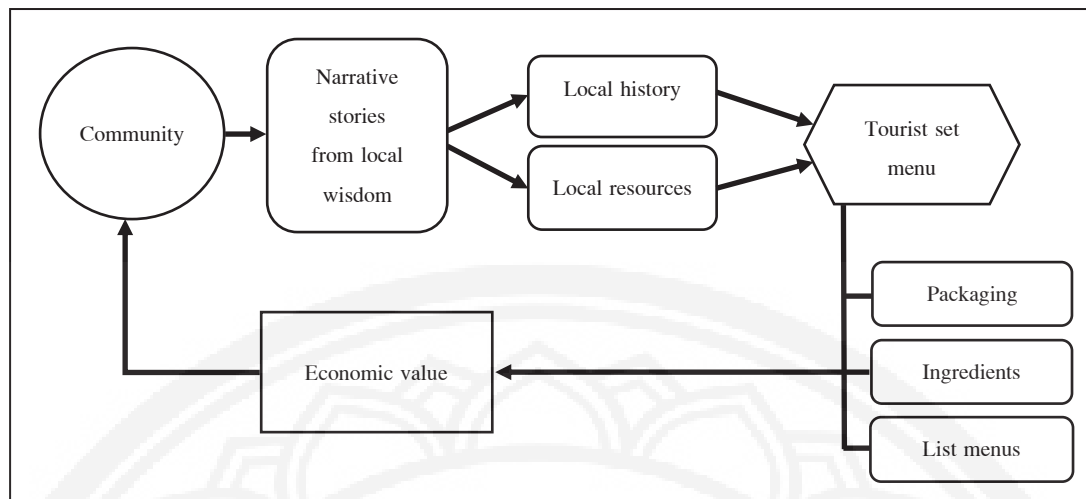 Community
Narrative
stories
from local
wisdom
Local history
Local resources
Tourist set
menu
Packaging
Ingredients
List menus
Economic value